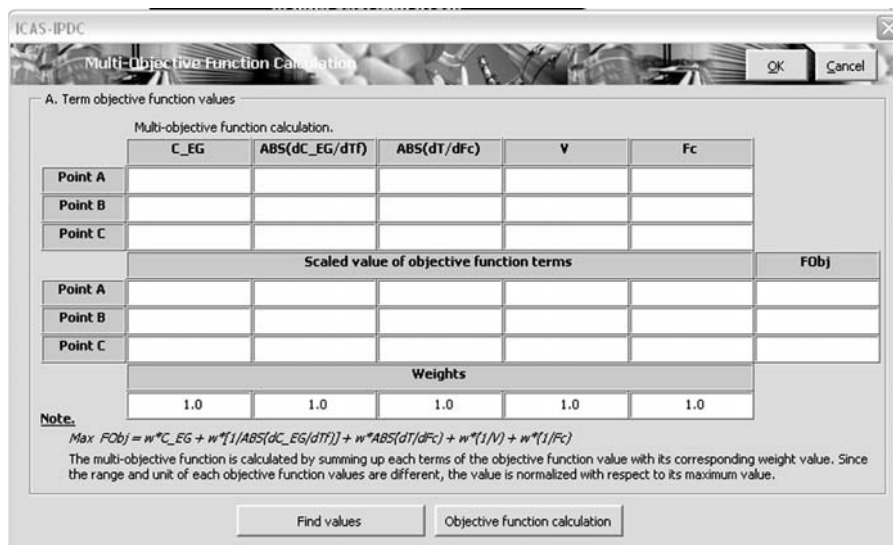 ICAS-IPDC
Multi-Objective Function Calculation
OK Cancel
A. Term objective function values
Multi-objective function calculation.
C_EG ABS(dC_EG/dTf) ABS(dT/dFc) V Fc
Point A
Point B
Point C
Scaled value of objective function terms FObj
Point A
Point B
Point C
Weights
1.0 1.0 1.0 1.0 1.0
Note.
Max FObj = w*C_EG + w*[1/ABS(dC_EG/dTf)] + w*ABS(dT/dFc) + w*(1/V) + w*(1/Fc)
The multi-objective function is calculated by summing up each terms of the objective function value with its corresponding weight value. Since
the range and unit of each objective function values are different, the value is normalized with respect to its maximum value.
Find values Objective function calculation